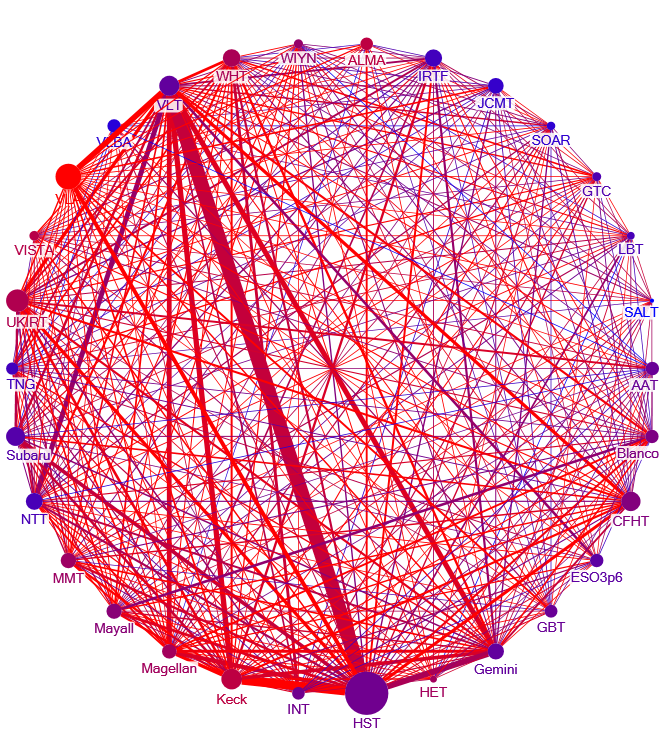 WIYN
ALMA
WHT
IRTF
VLT
JCMT
VLBA
SOAR
GTC
VISTA
LBT
UKIRT
SALT
TNG
AAT
Subaru
Blanco
NTT
CFHT
MMT
ESO3p6
Mayall
GBT
Magellan
Gemini
Keck
HET
INT
HST